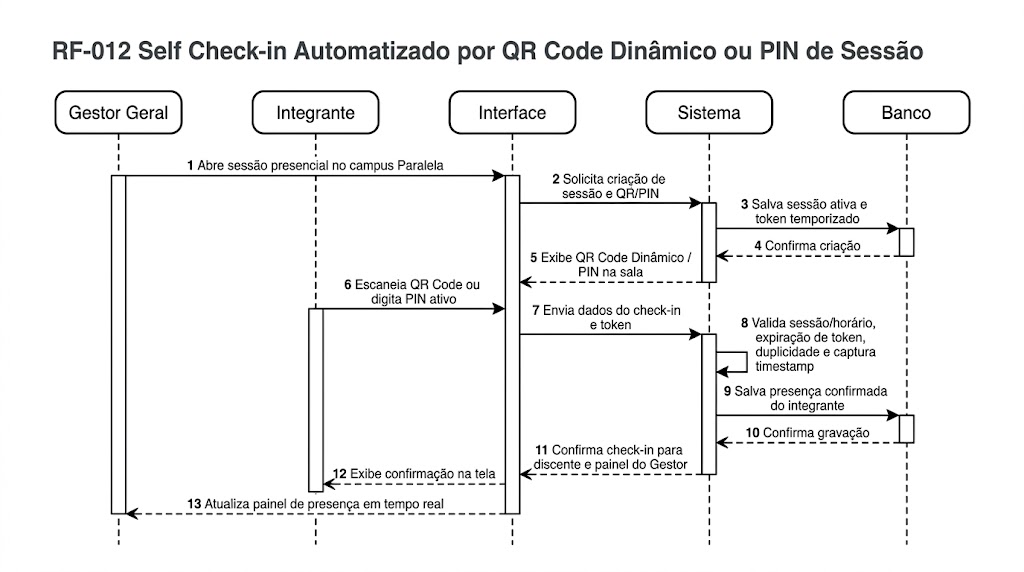 RF-012 Self Check-in Automatizado por QR Code Dinâmico ou PIN de Sessão
Gestor Geral
Integrante
Interface
Sistema
Banco
1 Abre sessão presencial no campus Paralela
2 Solicita criação de
sessão e QR/PIN
3 Salva sessão ativa e
token temporizado
4 Confirma criação
5 Exibe QR Code Dinâmico /
PIN na sala
6 Escaneia QR Code ou
digita PIN ativo
7 Envia dados do check-in
e token
8 Valida sessão/horário,
expiração de token,
duplicidade e captura
timestamp
9 Salva presença confirmada
do integrante
10 Confirma gravação
11 Confirma check-in para
discente e painel do Gestor
12 Exibe confirmação na tela
13 Atualiza painel de presença em tempo real